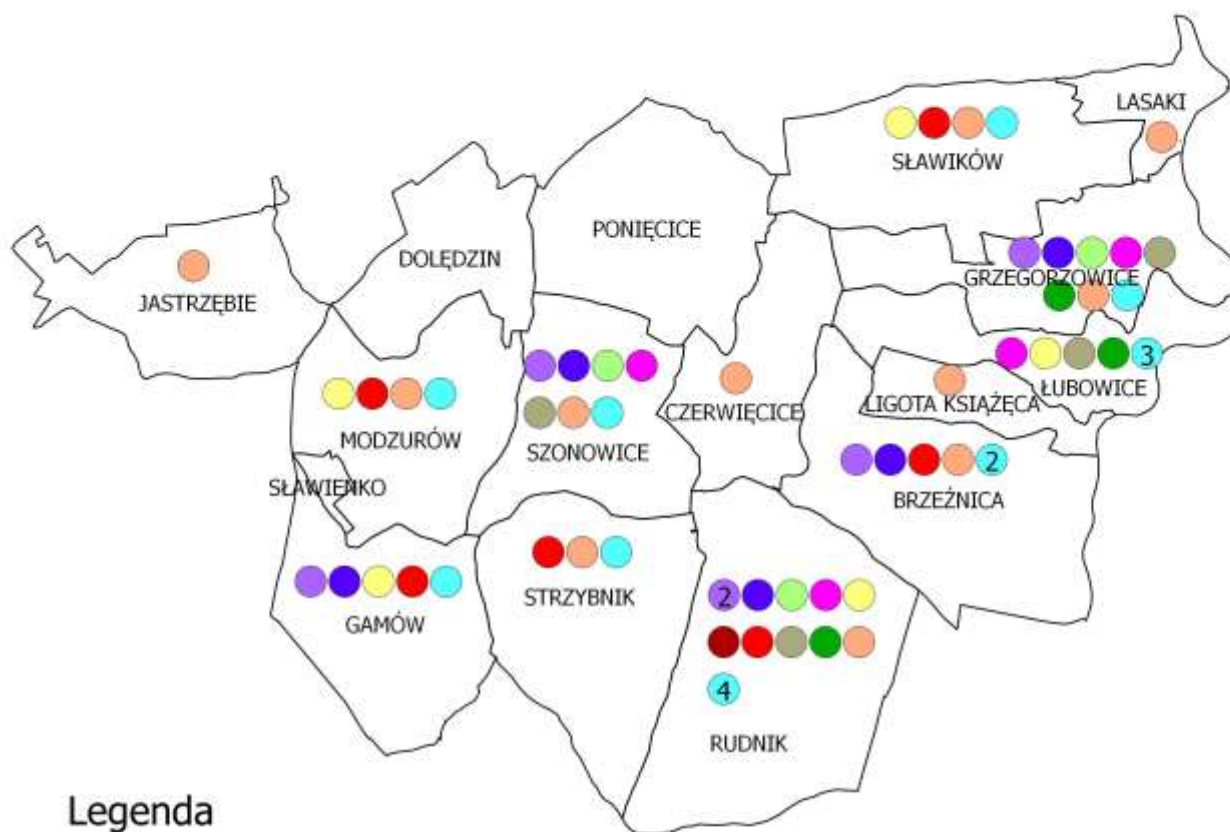 LASAKI
SŁAWIKÓW
PONIĘCICE
DOLĘDZIN
GRZEGORZOWICE
JASTRZĘBIE
3
ŁUBOWICE
LIGOTA KSIĄŻĘCA
CZERWIĘCICE
MODZURÓW
SZONOWICE
2
BRZEŹNICA
SŁAWIEŃKO
STRZYBNIK
GAMÓW
2
4
RUDNIK
Legenda